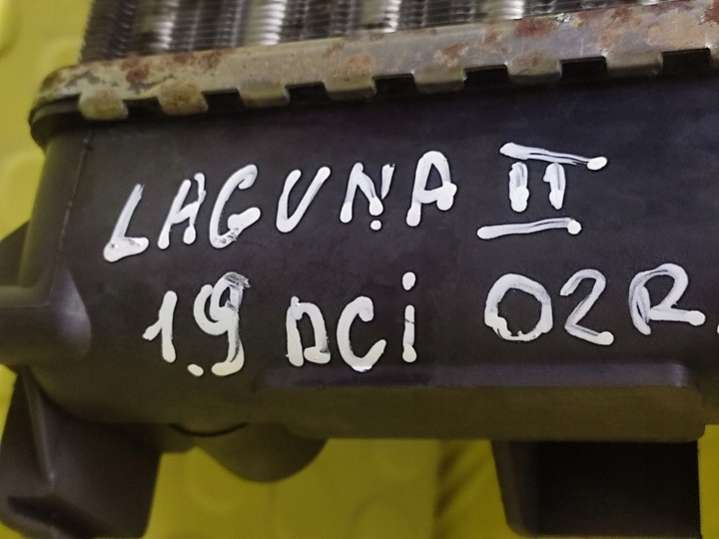 LAGUNA II
1.9 DCi 02R.